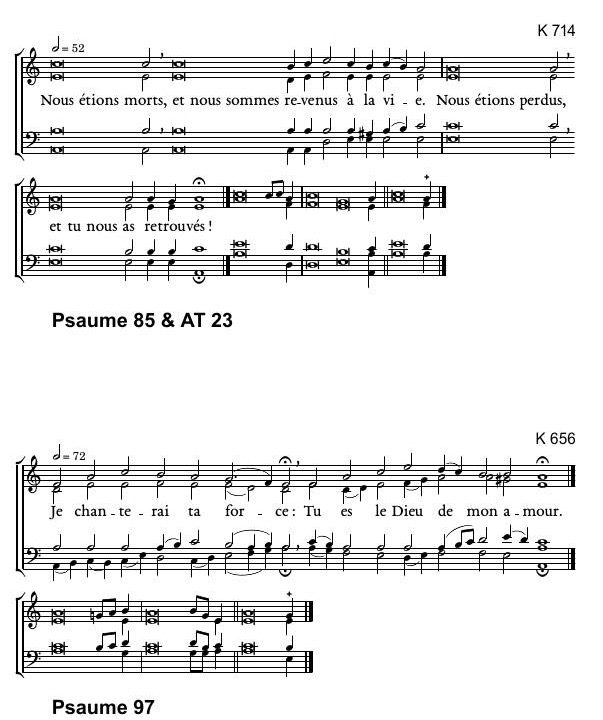 K 714
𝅗𝅥 = 52
Nous étions morts, et nous sommes re-venus à la vi - e. Nous étions perdus,
et tu nous as retrouvés !
Psaume 85 & AT 23
K 656
𝅗𝅥 = 72
Je chan - te - rai ta for - ce : Tu es le Dieu de mon a - mour.
Psaume 97